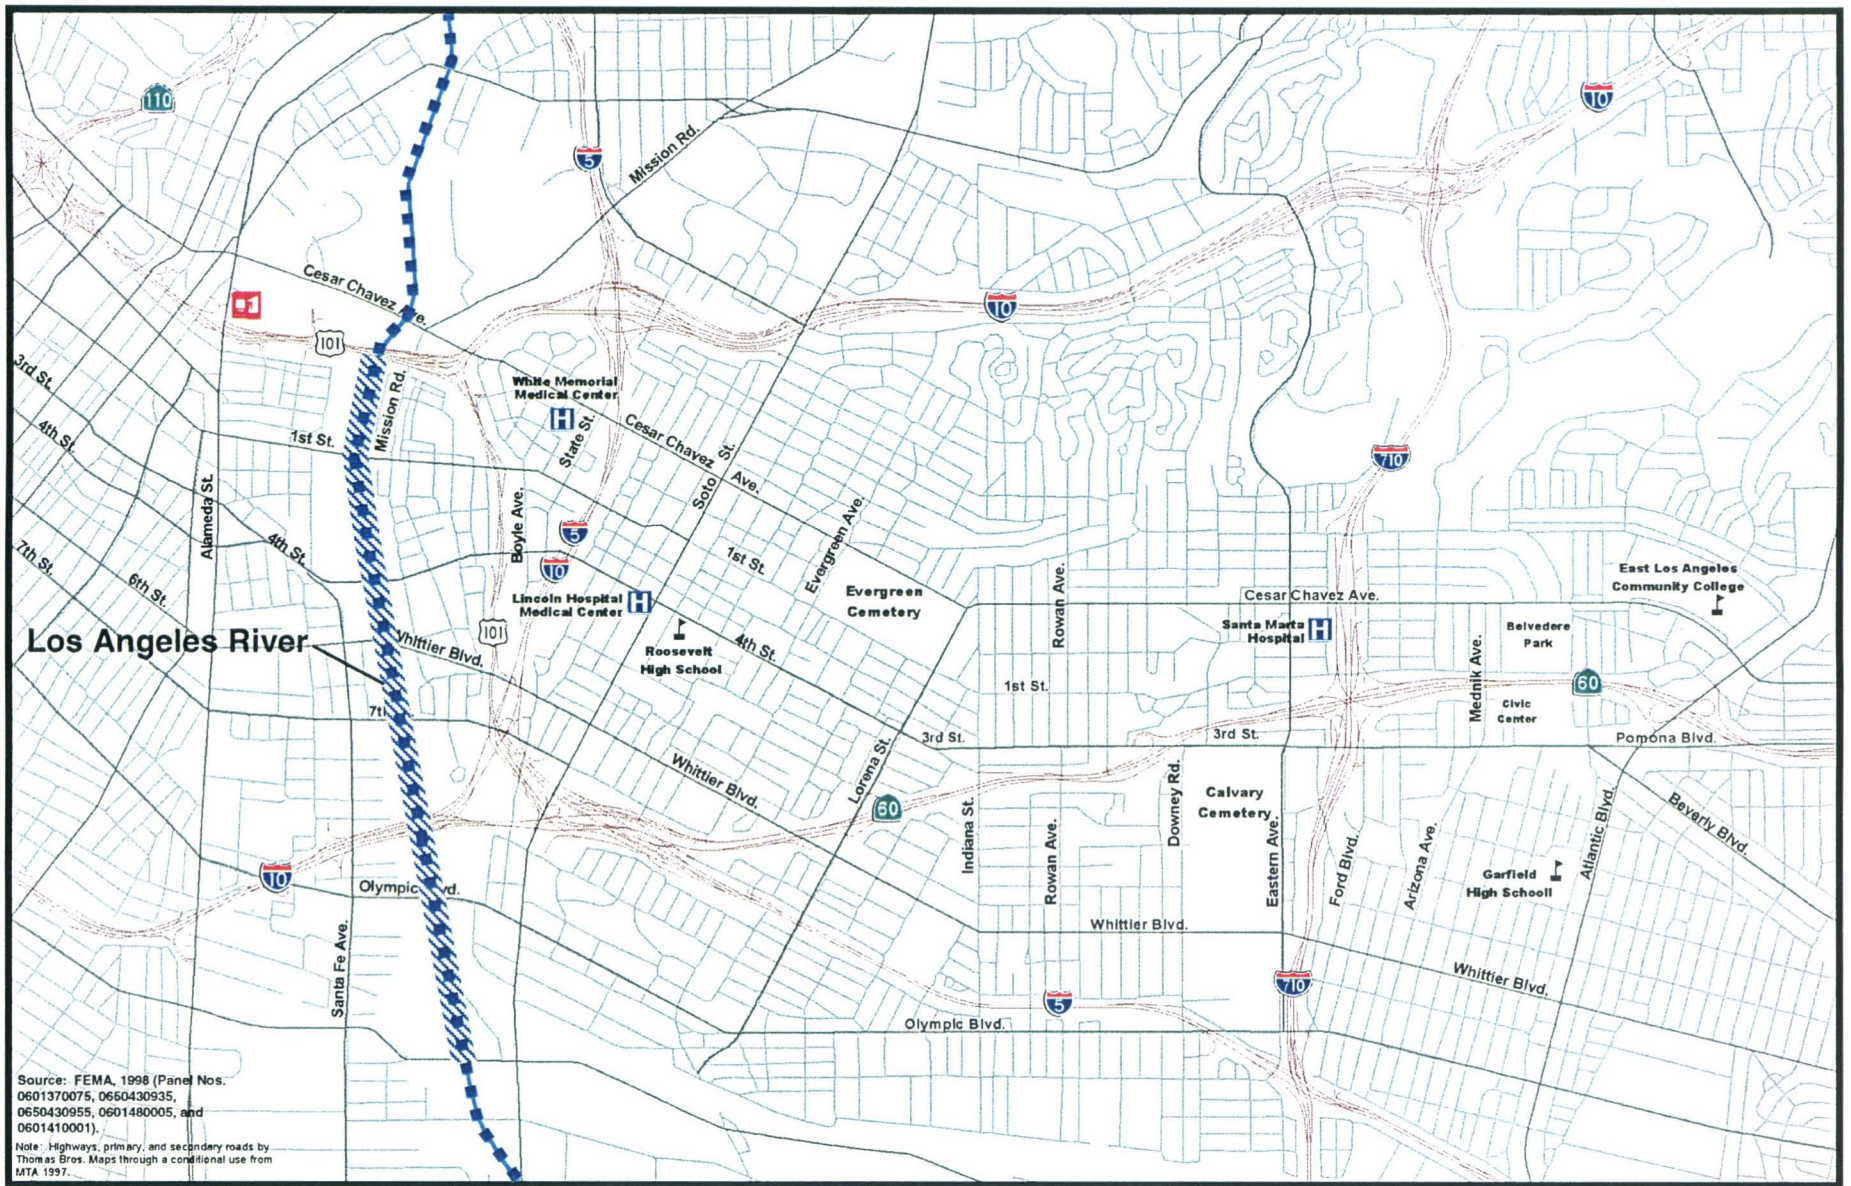 110
10
5
Mission Rd.
Cesar Chavez Ave.
10
101
3rd St.
White Memorial
Medical Center
H
Mission Rd.
State St.
Cesar Chavez Ave.
4th St.
1st St.
Soto St.
710
Alameda St.
Boyle Ave.
5
Evergreen Ave.
7th St.
4th St.
1st St.
10
6th St.
Lincoln Hospital
Medical Center
H
Evergreen
Cemetery
Rowan Ave.
Cesar Chavez Ave.
East Los Angeles
Community College
Santa Marta
Hospital
H
Belvedere
Park
Los Angeles River
Whittier Blvd.
101
Roosevelt
High School
4th St.
1st St.
Mednik Ave.
60
Civic
Center
3rd St.
3rd St.
Pomona Blvd.
Whittier Blvd.
Lorena St.
60
Indiana St.
Rowan Ave.
Downey Rd.
Calvary
Cemetery
Eastern Ave.
Ford Blvd.
Arizona Ave.
Atlantic Blvd.
Beverly Blvd.
Garfield
High Schooll
10
Santa Fe Ave.
Whittier Blvd.
Whittier Blvd.
710
5
Olympic Blvd.
Source: FEMA, 1998 (Panel Nos.
0601370075, 0650430935,
0650430955, 0601480005, and
0601410001).
Note: Highways, primary, and secondary roads by
Thomas Bros. Maps through a conditional use from
MTA 1997.